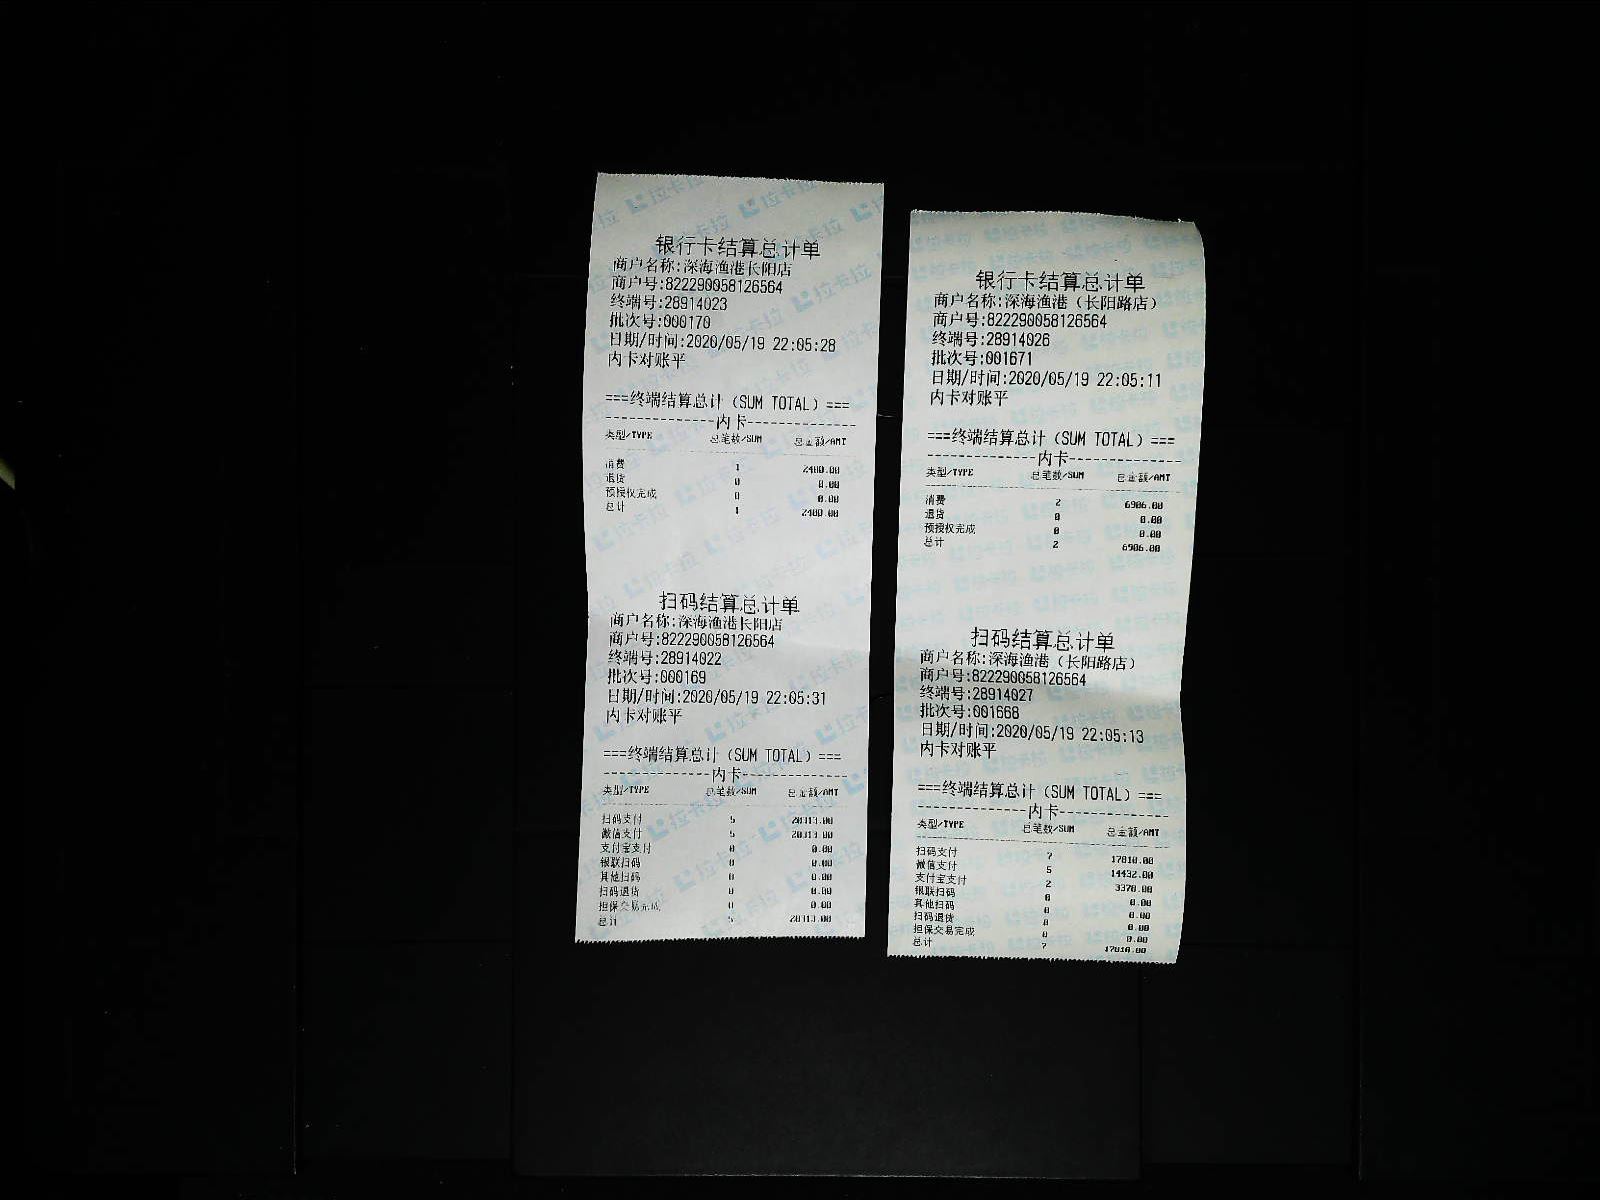 银行卡结算总计单
商户名称:深海渔港长阳店
商户号:822290058126564
终端号:28914023
批次号:000170
日期/时间:2020/05/19 22:05:28
内卡对账平
===终端结算总计(SUM TOTAL)===
--------------内卡--------------
类型/TYPE 总笔数/SUM 总金额/AMT
消费 1 2480.00
退货 0 0.00
预授权完成 0 0.00
总计 1 2480.00
扫码结算总计单
商户名称:深海渔港长阳店
商户号:822290058126564
终端号:28914022
批次号:000169
日期/时间:2020/05/19 22:05:31
内卡对账平
===终端结算总计(SUM TOTAL)===
--------------内卡--------------
类型/TYPE 总笔数/SUM 总金额/AMT
扫码支付 5
微信支付 5
支付宝支付 0 0.00
银联扫码 0 0.00
其他扫码 0 0.00
扫码退货 0 0.00
担保交易完成 0 0.00
总计 5
银行卡结算总计单
商户名称:深海渔港(长阳路店)
商户号:822290058126564
终端号:28914026
批次号:001671
日期/时间:2020/05/19 22:05:11
内卡对账平
===终端结算总计(SUM TOTAL)===
--------------内卡--------------
类型/TYPE 总笔数/SUM 总金额/AMT
消费 2 6906.00
退货 0 0.00
预授权完成 0 0.00
总计 2 6906.00
扫码结算总计单
商户名称:深海渔港(长阳路店)
商户号:822290058126564
终端号:28914027
批次号:001668
日期/时间:2020/05/19 22:05:13
内卡对账平
===终端结算总计(SUM TOTAL)===
--------------内卡--------------
类型/TYPE 总笔数/SUM 总金额/AMT
扫码支付 7 17810.00
微信支付 5 14432.00
支付宝支付 2 3378.00
银联扫码 0 0.00
其他扫码 0 0.00
扫码退货 0 0.00
担保交易完成 0 0.00
总计 7 17810.00